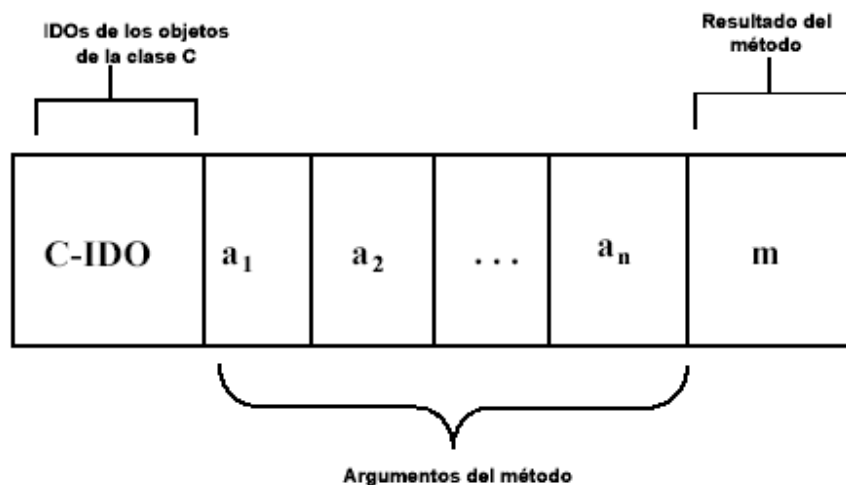 IDOs de los objetos
de la clase C
Resultado del
método
C-IDO a1 a2 ... an m
Argumentos del método